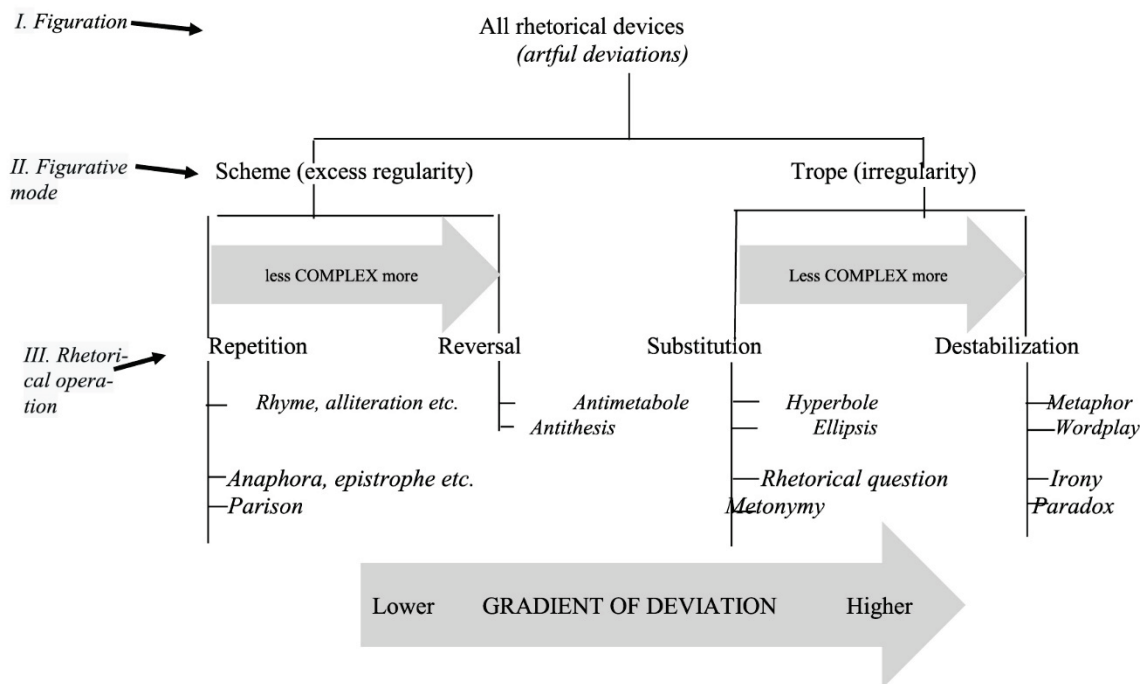 I. Figuration
All rhetorical devices
(artful deviations)
II. Figurative
mode
Scheme (excess regularity)
Trope (irregularity)
less COMPLEX more
Less COMPLEX more
III. Rhetori-
cal opera-
tion
Repetition
Reversal
Substitution
Destabilization
Rhyme, alliteration etc.
Anaphora, epistrophe etc.
Parison
Antimetabole
Antithesis
Hyperbole
Ellipsis
Rhetorical question
Metonymy
Metaphor
Wordplay
Irony
Paradox
Lower GRADIENT OF DEVIATION Higher